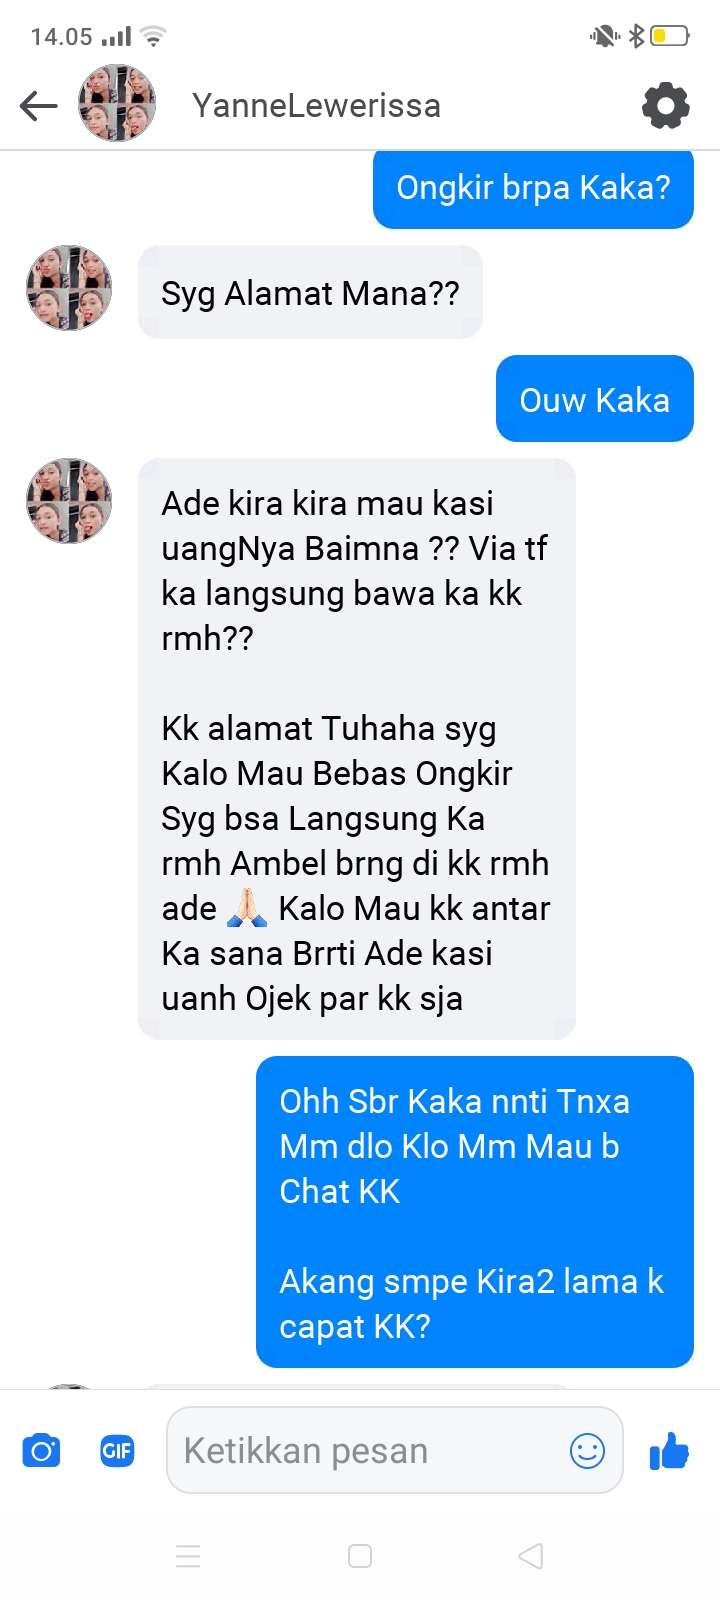 14.05
YanneLewerissa
Ongkir brpa Kaka?
Syg Alamat Mana??
Ouw Kaka
Ade kira kira mau kasi
uangNya Baimna ?? Via tf
ka langsung bawa ka kk
rmh??
Kk alamat Tuhaha syg
Kalo Mau Bebas Ongkir
Syg bsa Langsung Ka
rmh Ambel brng di kk rmh
ade 🙏🏻 Kalo Mau kk antar
Ka sana Brrti Ade kasi
uanh Ojek par kk sja
Ohh Sbr Kaka nnti Tnxa
Mm dlo Klo Mm Mau b
Chat KK
Akang smpe Kira2 lama k
capat KK?
GIF
Ketikkan pesan